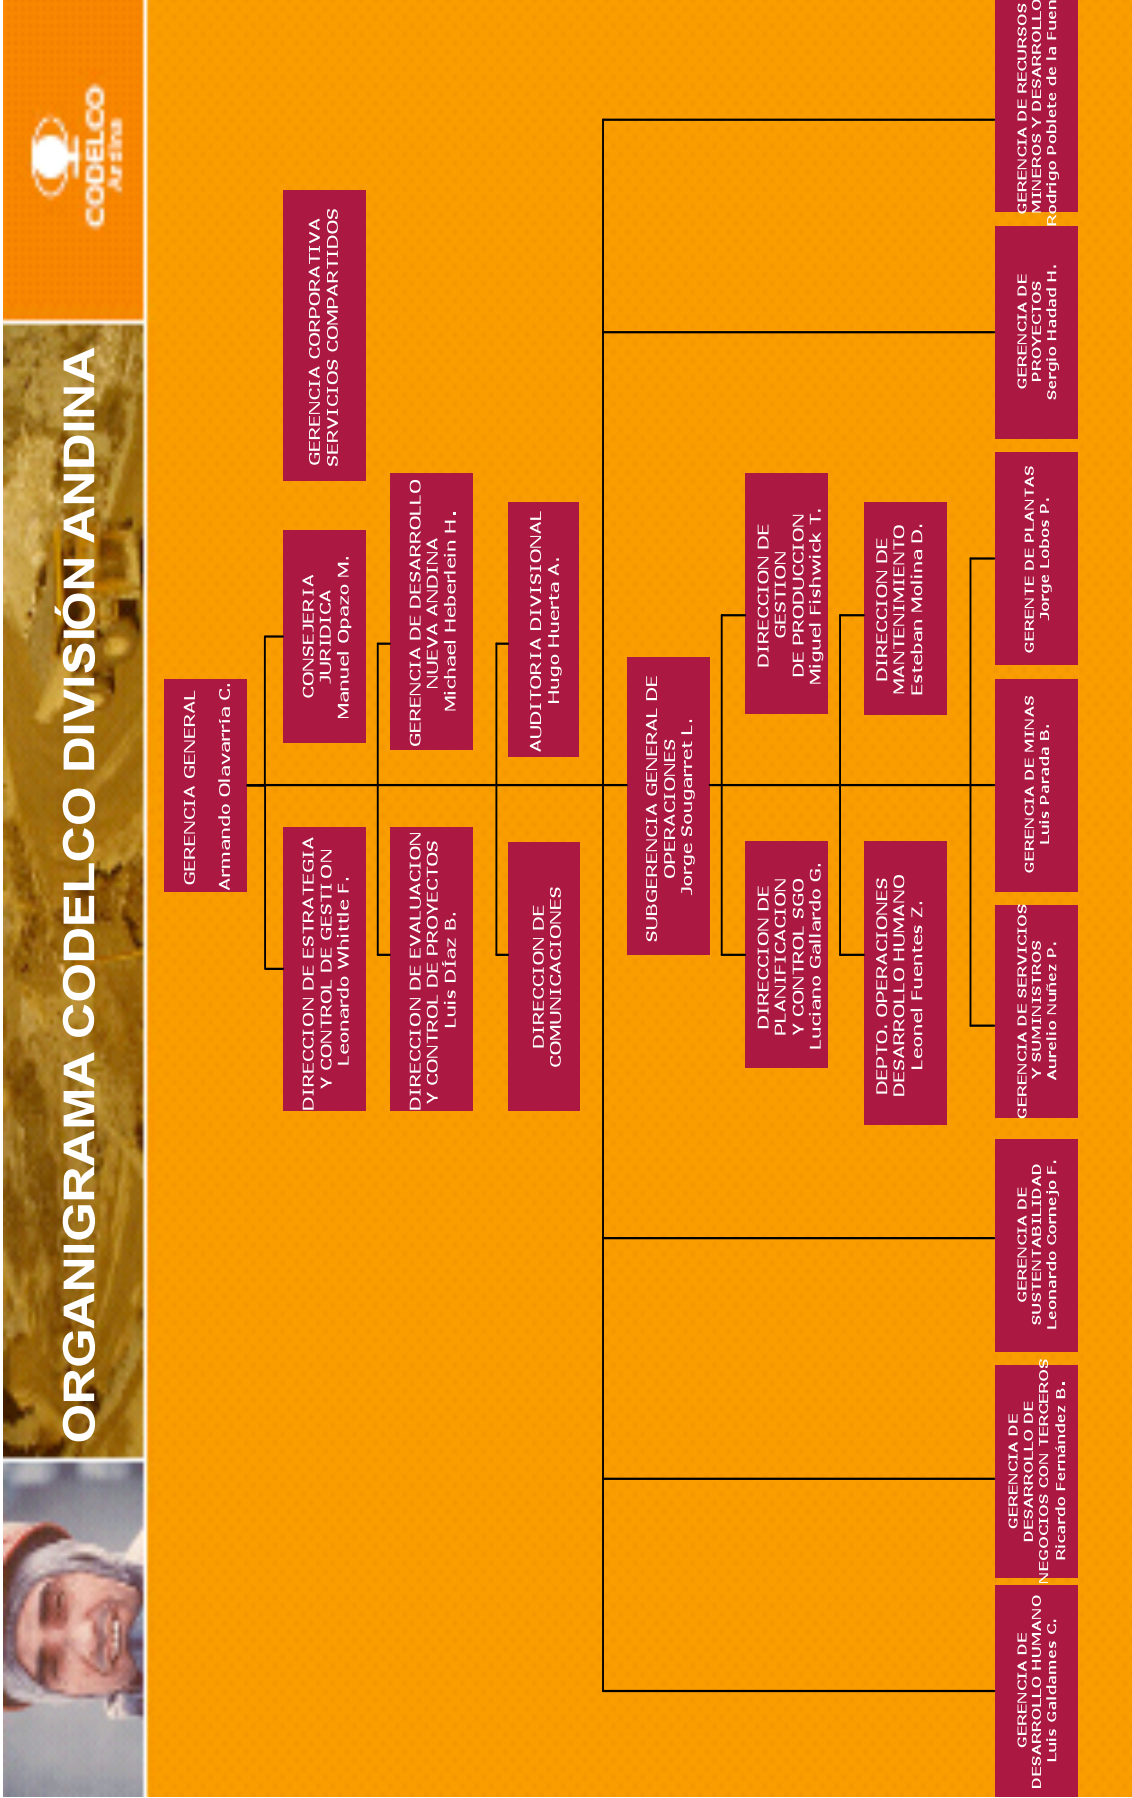 ORGANIGRAMA CODELCO DIVISIÓN ANDINA
CODELCO
Andina
GERENCIA GENERAL
Armando Olavarría C.
DIRECCION DE ESTRATEGIA
Y CONTROL DE GESTION
Leonardo Whittle F.
CONSEJERIA
JURIDICA
Manuel Opazo M.
GERENCIA CORPORATIVA
SERVICIOS COMPARTIDOS
DIRECCION DE EVALUACION
Y CONTROL DE PROYECTOS
Luis Díaz B.
GERENCIA DE DESARROLLO
NUEVA ANDINA
Michael Heberlein H.
DIRECCION DE
COMUNICACIONES
AUDITORIA DIVISIONAL
Hugo Huerta A.
SUBGERENCIA GENERAL DE
OPERACIONES
Jorge Sougarret L.
DIRECCION DE
PLANIFICACION
Y CONTROL SGO
Luciano Gallardo G.
DIRECCION DE
GESTION
DE PRODUCCION
Miguel Fishwick T.
DEPTO. OPERACIONES
DESARROLLO HUMANO
Leonel Fuentes Z.
DIRECCION DE
MANTENIMIENTO
Esteban Molina D.
GERENCIA DE
DESARROLLO HUMANO
Luis Galdames C.
GERENCIA DE
DESARROLLO DE
NEGOCIOS CON TERCEROS
Ricardo Fernández B.
GERENCIA DE
SUSTENTABILIDAD
Leonardo Cornejo F.
GERENCIA DE SERVICIOS
Y SUMINISTROS
Aurelio Nuñez P.
GERENCIA DE MINAS
Luis Parada B.
GERENTE DE PLANTAS
Jorge Lobos P.
GERENCIA DE
PROYECTOS
Sergio Hadad H.
GERENCIA DE RECURSOS
MINEROS Y DESARROLLO
Rodrigo Poblete de la Fuen